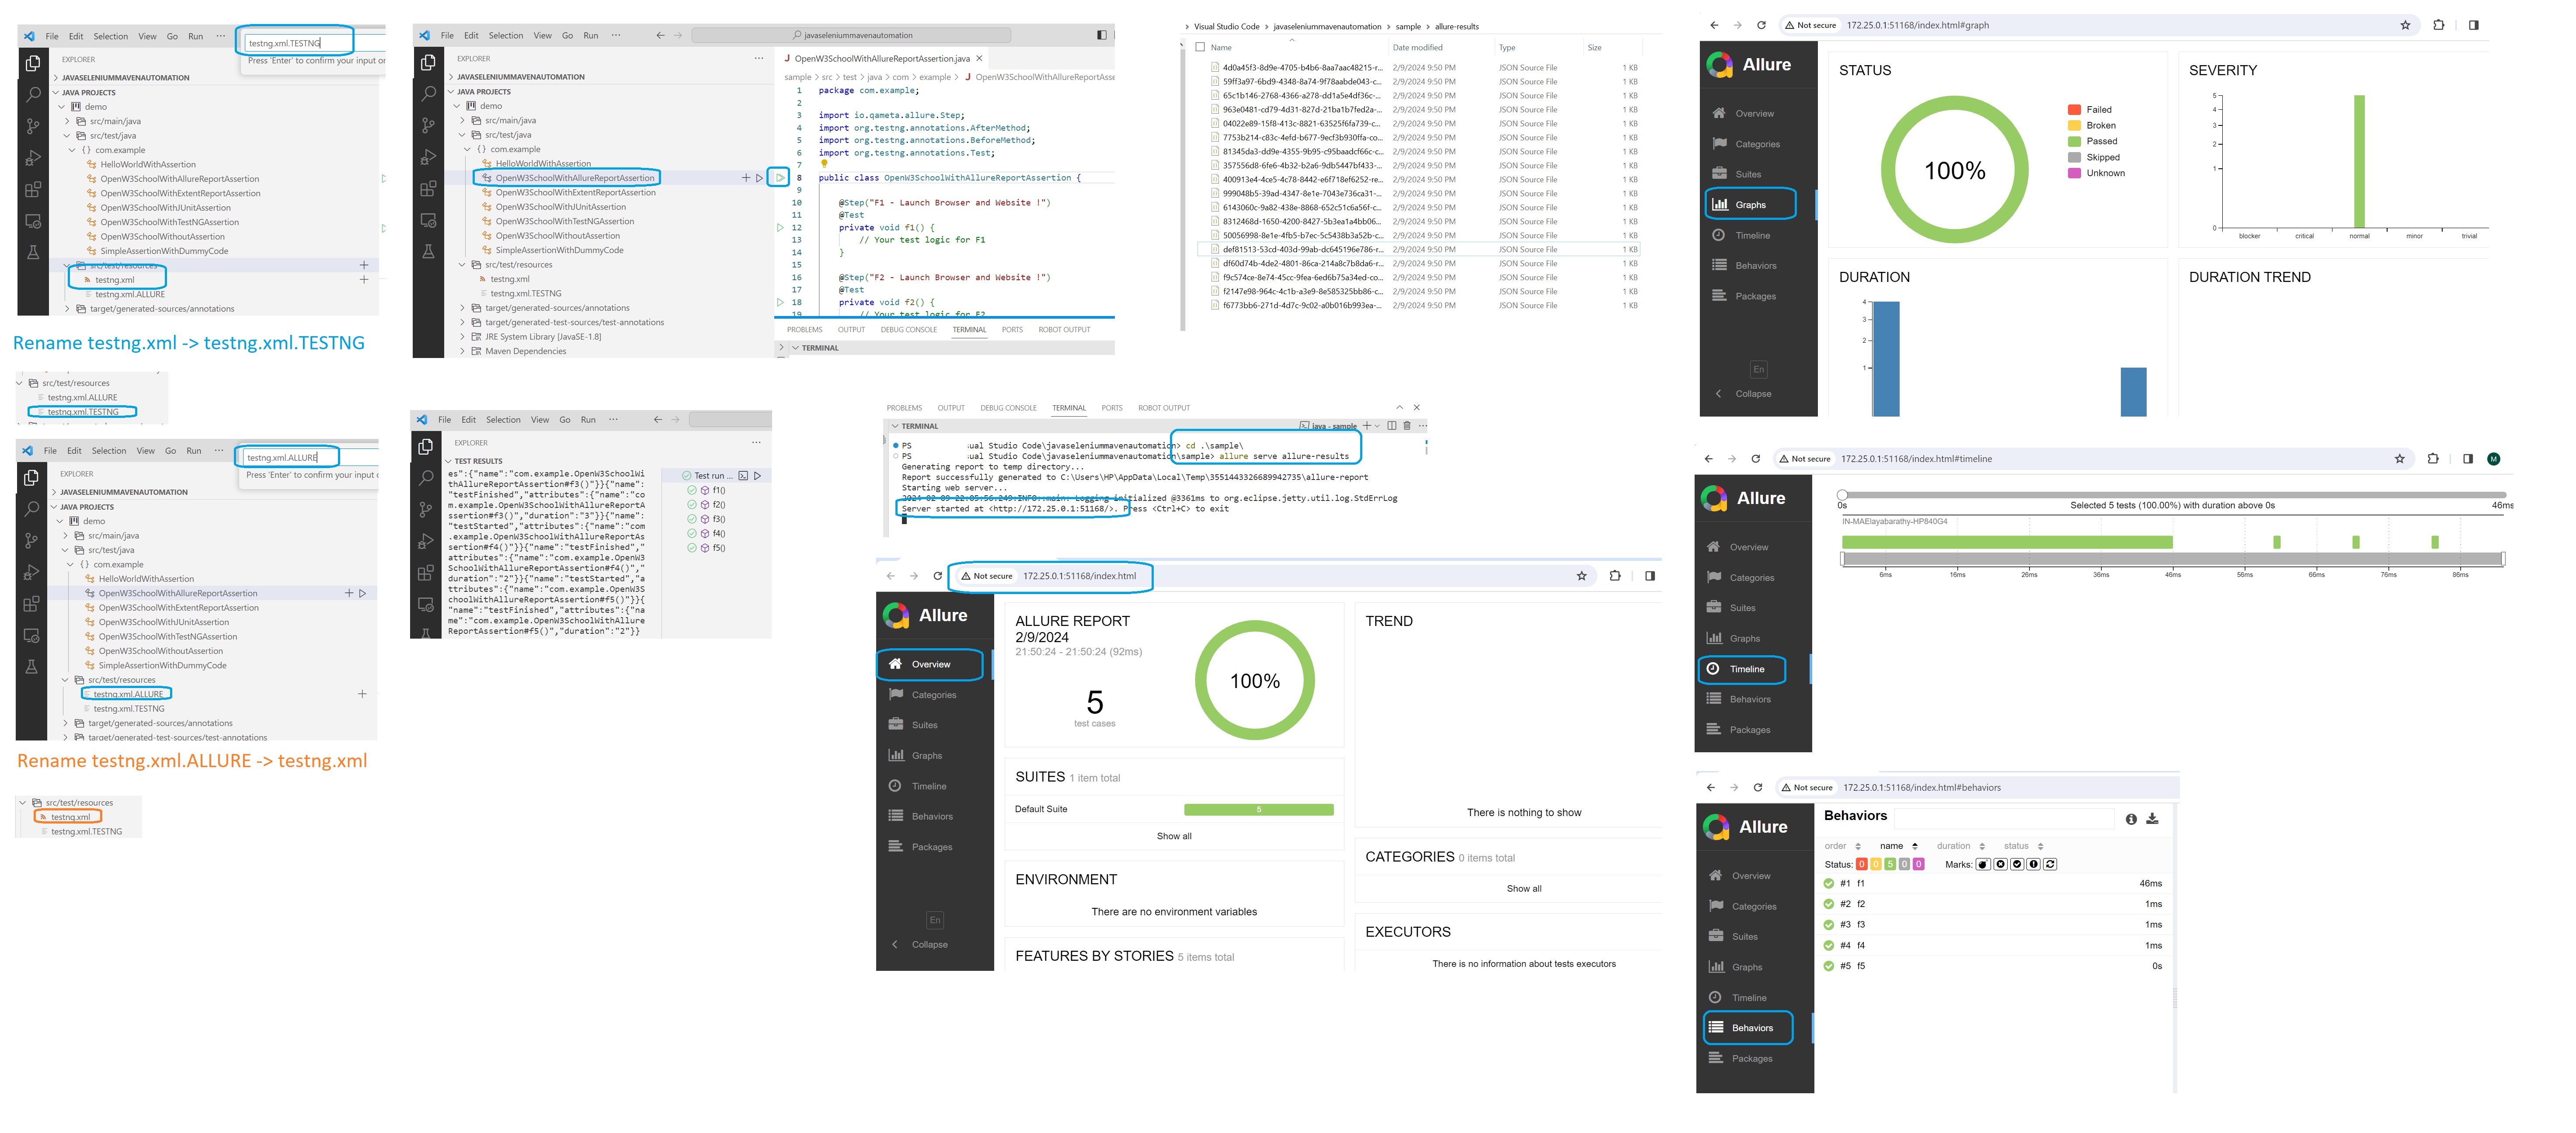 File Edit Selection View Go Run ···
testng.xml.TESTNG
Press 'Enter' to confirm your input or
EXPLORER
JAVASELENIUMMAVENAUTOMATION
JAVA PROJECTS
demo
src/main/java
src/test/java
{} com.example
HelloWorldWithAssertion
OpenW3SchoolWithAllureReportAssertion
OpenW3SchoolWithExtentReportAssertion
OpenW3SchoolWithJUnitAssertion
OpenW3SchoolWithTestNGAssertion
OpenW3SchoolWithoutAssertion
SimpleAssertionWithDummyCode
src/test/resources
testng.xml
testng.xml.ALLURE
target/generated-sources/annotations
Rename testng.xml -> testng.xml.TESTNG
src/test/resources
testng.xml.ALLURE
testng.xml.TESTNG
File Edit Selection View Go Run ···
testng.xml.ALLURE
Press 'Enter' to confirm your input o
EXPLORER
JAVASELENIUMMAVENAUTOMATION
JAVA PROJECTS
demo
src/main/java
src/test/java
{} com.example
HelloWorldWithAssertion
OpenW3SchoolWithAllureReportAssertion
OpenW3SchoolWithExtentReportAssertion
OpenW3SchoolWithJUnitAssertion
OpenW3SchoolWithTestNGAssertion
OpenW3SchoolWithoutAssertion
SimpleAssertionWithDummyCode
src/test/resources
testng.xml.ALLURE
testng.xml.TESTNG
target/generated-sources/annotations
target/generated-test-sources/test-annotations
Rename testng.xml.ALLURE -> testng.xml
src/test/resources
testng.xml
testng.xml.TESTNG
File Edit Selection View Go Run ···
javaseleniummavenautomation
EXPLORER
JAVASELENIUMMAVENAUTOMATION
JAVA PROJECTS
demo
src/main/java
src/test/java
{} com.example
HelloWorldWithAssertion
OpenW3SchoolWithAllureReportAssertion
OpenW3SchoolWithExtentReportAssertion
OpenW3SchoolWithJUnitAssertion
OpenW3SchoolWithTestNGAssertion
OpenW3SchoolWithoutAssertion
SimpleAssertionWithDummyCode
src/test/resources
testng.xml
testng.xml.TESTNG
target/generated-sources/annotations
target/generated-test-sources/test-annotations
JRE System Library [JavaSE-1.8]
Maven Dependencies
J OpenW3SchoolWithAllureReportAssertion.java
sample > src > test > java > com > example > J OpenW3SchoolWithAllureReportAsse
1 package com.example;
2
3 import io.qameta.allure.Step;
4 import org.testng.annotations.AfterMethod;
5 import org.testng.annotations.BeforeMethod;
6 import org.testng.annotations.Test;
7
8 public class OpenW3SchoolWithAllureReportAssertion {
9
10 @Step("F1 - Launch Browser and Website !")
11 @Test
12 private void f1() {
13 // Your test logic for F1
14 }
15
16 @Step("F2 - Launch Browser and Website !")
17 @Test
18 private void f2() {
19 // Your test logic for F2
PROBLEMS OUTPUT DEBUG CONSOLE TERMINAL PORTS ROBOT OUTPUT
TERMINAL
File Edit Selection View Go Run ···
EXPLORER
TEST RESULTS
es":{"name":"com.example.OpenW3SchoolWi
thAllureReportAssertion#f3()"}}{"name":
"testFinished","attributes":{"name":"co
m.example.OpenW3SchoolWithAllureReportA
ssertion#f3()","duration":"3"}}{"name":
"testStarted","attributes":{"name":"com
.example.OpenW3SchoolWithAllureReportAs
sertion#f4()"}}{"name":"testFinished","
attributes":{"name":"com.example.OpenW3
SchoolWithAllureReportAssertion#f4()","
duration":"2"}}{"name":"testStarted","a
ttributes":{"name":"com.example.OpenW3S
choolWithAllureReportAssertion#f5()"}}{
"name":"testFinished","attributes":{"na
me":"com.example.OpenW3SchoolWithAllure
ReportAssertion#f5()","duration":"2"}}
Test run ...
f1()
f2()
f3()
f4()
f5()
Visual Studio Code > javaseleniummavenautomation > sample > allure-results
Name Date modified Type Size
4d0a45f3-8d9e-4705-b4b6-8aa7aac48215-r... 2/9/2024 9:50 PM JSON Source File 1 KB
59ff3a97-6bd9-4348-8a74-9f78aabde043-c... 2/9/2024 9:50 PM JSON Source File 1 KB
65c1b146-2768-4366-a278-dd1a5e4df36c-... 2/9/2024 9:50 PM JSON Source File 1 KB
963e0481-cd79-4d31-827d-21ba1b7fed2a-... 2/9/2024 9:50 PM JSON Source File 1 KB
04022e89-15f8-413c-8821-63525f6fa739-c... 2/9/2024 9:50 PM JSON Source File 1 KB
7753b214-c83c-4efd-b677-9ecf3b930ffa-co... 2/9/2024 9:50 PM JSON Source File 1 KB
81345da3-dd9e-4355-9b95-c95baadcf66c-... 2/9/2024 9:50 PM JSON Source File 1 KB
357556d8-6fe6-4b32-b2a6-9db5447bf433-... 2/9/2024 9:50 PM JSON Source File 1 KB
400913e4-4ce5-4c78-8442-e6f718ef6252-re... 2/9/2024 9:50 PM JSON Source File 1 KB
999048b5-39ad-4347-8e1e-7043e736ca31-... 2/9/2024 9:50 PM JSON Source File 1 KB
6143060c-9a82-438e-8868-652c51c6a56f-c... 2/9/2024 9:50 PM JSON Source File 1 KB
8312468d-1650-4200-8427-5b3ea1a4bb06... 2/9/2024 9:50 PM JSON Source File 1 KB
50056998-8e1e-4fb5-b7ec-5c5438b3a52b-c... 2/9/2024 9:50 PM JSON Source File 1 KB
def81513-53cd-403d-99ab-dc645196e786-r... 2/9/2024 9:50 PM JSON Source File 1 KB
df60d74b-4de2-4801-86ca-214a8c7b8da6-r... 2/9/2024 9:50 PM JSON Source File 1 KB
f9c574ce-8e74-45cc-9fea-6ed6b75a34ed-co... 2/9/2024 9:50 PM JSON Source File 1 KB
f2147e98-964c-4c1b-a3e9-8e585325bb86-c... 2/9/2024 9:50 PM JSON Source File 1 KB
f6773bb6-271d-4d7c-9c02-a0b016b993ea-... 2/9/2024 9:50 PM JSON Source File 1 KB
PROBLEMS OUTPUT DEBUG CONSOLE TERMINAL PORTS ROBOT OUTPUT
TERMINAL java - sample
PS ual Studio Code\javaseleniummavenautomation> cd .\sample\
PS ual Studio Code\javaseleniummavenautomation\sample> allure serve allure-results
Generating report to temp directory...
Report successfully generated to C:\Users\HP\AppData\Local\Temp\3551443326689942735\allure-report
Starting web server...
2024-02-09 22:05:56.249:INFO::main: Logging initialized @3361ms to org.eclipse.jetty.util.log.StdErrLog
Server started at <http://172.25.0.1:51168/>. Press <Ctrl+C> to exit
Not secure 172.25.0.1:51168/index.html
Allure
Overview
Categories
Suites
Graphs
Timeline
Behaviors
Packages
En
Collapse
ALLURE REPORT
2/9/2024
21:50:24 - 21:50:24 (92ms)
5
test cases
100%
SUITES 1 item total
Default Suite 5
Show all
ENVIRONMENT
There are no environment variables
FEATURES BY STORIES 5 items total
TREND
There is nothing to show
CATEGORIES 0 items total
Show all
EXECUTORS
There is no information about tests executors
Not secure 172.25.0.1:51168/index.html#graph
Allure
Overview
Categories
Suites
Graphs
Timeline
Behaviors
Packages
En
Collapse
STATUS
100%
Failed
Broken
Passed
Skipped
Unknown
SEVERITY
5
4
3
2
1
0
blocker critical normal minor trivial
DURATION
4
3
2
1
DURATION TREND
Not secure 172.25.0.1:51168/index.html#timeline
M
Allure
Overview
Categories
Suites
Graphs
Timeline
Behaviors
Packages
0s Selected 5 tests (100.00%) with duration above 0s 46ms
IN-MAElayabarathy-HP840G4
6ms 16ms 26ms 36ms 46ms 56ms 66ms 76ms 86ms
Not secure 172.25.0.1:51168/index.html#behaviors
Allure
Overview
Categories
Suites
Graphs
Timeline
Behaviors
Packages
Behaviors
order name duration status
Status: 0 0 5 0 0 Marks:
#1 f1 46ms
#2 f2 1ms
#3 f3 1ms
#4 f4 1ms
#5 f5 0s